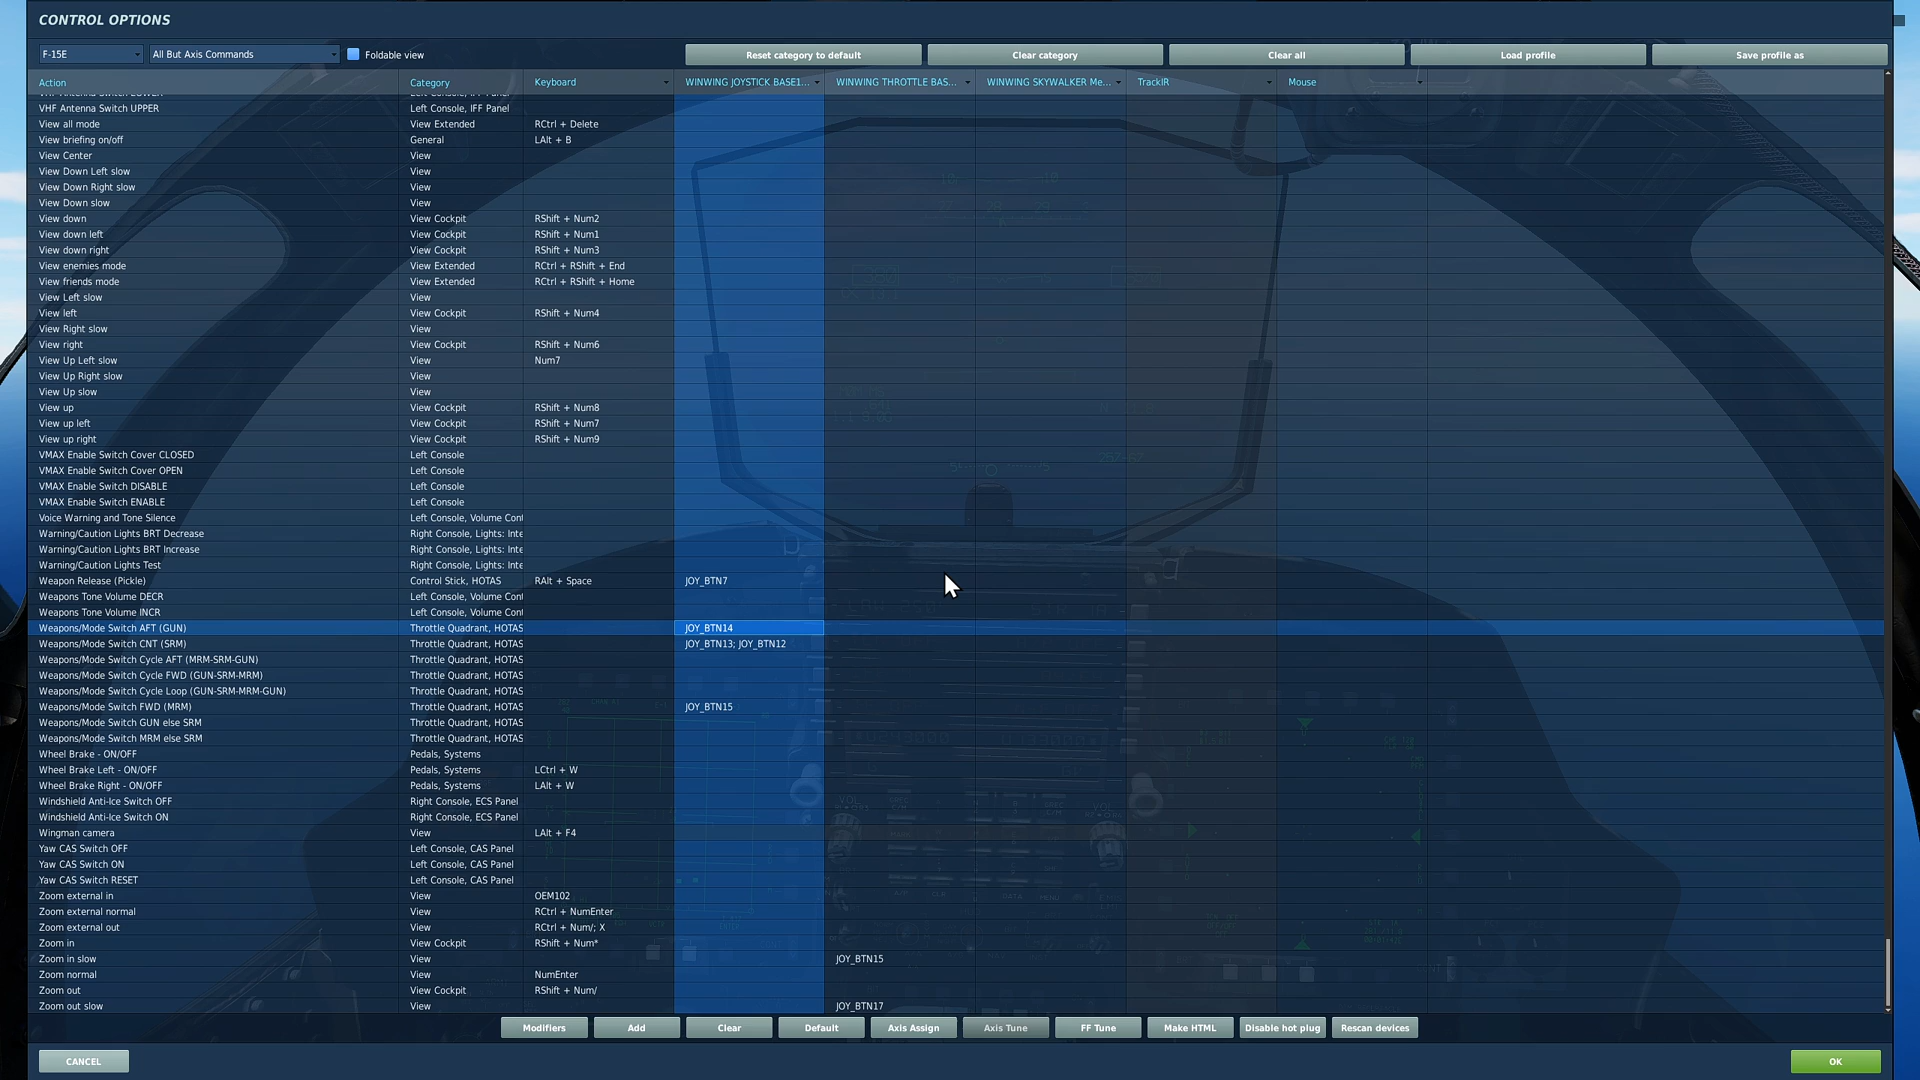 CONTROL OPTIONS
F-15E All But Axis Commands Foldable view Reset category to default Clear category Clear all Load profile Save profile as
Action Category Keyboard WINWING JOYSTICK BASE1... WINWING THROTTLE BAS... WINWING SKYWALKER Me... TrackIR Mouse
VHF Antenna Switch UPPER Left Console, IFF Panel
View all mode View Extended RCtrl + Delete
View briefing on/off General LAlt + B
View Center View
View Down Left slow View
View Down Right slow View
View Down slow View
View down View Cockpit RShift + Num2
View down left View Cockpit RShift + Num1
View down right View Cockpit RShift + Num3
View enemies mode View Extended RCtrl + RShift + End
View friends mode View Extended RCtrl + RShift + Home
View Left slow View
View left View Cockpit RShift + Num4
View Right slow View
View right View Cockpit RShift + Num6
View Up Left slow View Num7
View Up Right slow View
View Up slow View
View up View Cockpit RShift + Num8
View up left View Cockpit RShift + Num7
View up right View Cockpit RShift + Num9
VMAX Enable Switch Cover CLOSED Left Console
VMAX Enable Switch Cover OPEN Left Console
VMAX Enable Switch DISABLE Left Console
VMAX Enable Switch ENABLE Left Console
Voice Warning and Tone Silence Left Console, Volume Cont
Warning/Caution Lights BRT Decrease Right Console, Lights: Inte
Warning/Caution Lights BRT Increase Right Console, Lights: Inte
Warning/Caution Lights Test Right Console, Lights: Inte
Weapon Release (Pickle) Control Stick, HOTAS RAlt + Space JOY_BTN7
Weapons Tone Volume DECR Left Console, Volume Cont
Weapons Tone Volume INCR Left Console, Volume Cont
Weapons/Mode Switch AFT (GUN) Throttle Quadrant, HOTAS JOY_BTN14
Weapons/Mode Switch CNT (SRM) Throttle Quadrant, HOTAS JOY_BTN13; JOY_BTN12
Weapons/Mode Switch Cycle AFT (MRM-SRM-GUN) Throttle Quadrant, HOTAS
Weapons/Mode Switch Cycle FWD (GUN-SRM-MRM) Throttle Quadrant, HOTAS
Weapons/Mode Switch Cycle Loop (GUN-SRM-MRM-GUN) Throttle Quadrant, HOTAS
Weapons/Mode Switch FWD (MRM) Throttle Quadrant, HOTAS JOY_BTN15
Weapons/Mode Switch GUN else SRM Throttle Quadrant, HOTAS
Weapons/Mode Switch MRM else SRM Throttle Quadrant, HOTAS
Wheel Brake - ON/OFF Pedals, Systems
Wheel Brake Left - ON/OFF Pedals, Systems LCtrl + W
Wheel Brake Right - ON/OFF Pedals, Systems LAlt + W
Windshield Anti-Ice Switch OFF Right Console, ECS Panel
Windshield Anti-Ice Switch ON Right Console, ECS Panel
Wingman camera View LAlt + F4
Yaw CAS Switch OFF Left Console, CAS Panel
Yaw CAS Switch ON Left Console, CAS Panel
Yaw CAS Switch RESET Left Console, CAS Panel
Zoom external in View OEM102
Zoom external normal View RCtrl + NumEnter
Zoom external out View RCtrl + Num/; X
Zoom in View Cockpit RShift + Num*
Zoom in slow View JOY_BTN15
Zoom normal View NumEnter
Zoom out View Cockpit RShift + Num/
Zoom out slow View JOY_BTN17
Modifiers Add Clear Default Axis Assign Axis Tune FF Tune Make HTML Disable hot plug Rescan devices
CANCEL OK